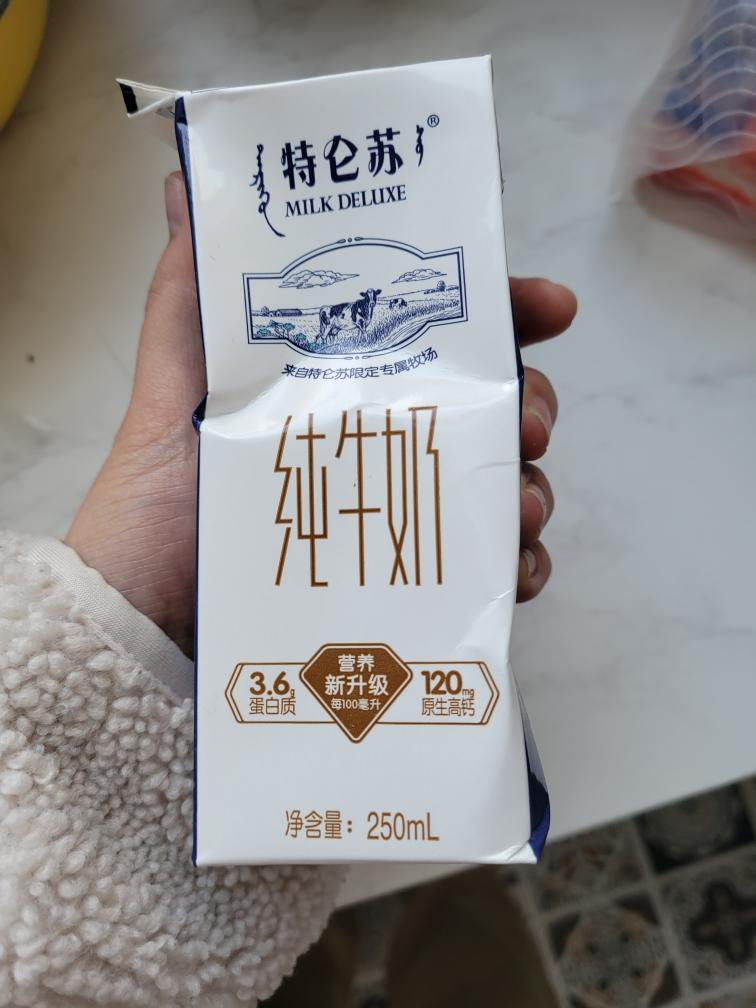 特仑苏®
MILK DELUXE
来自特仑苏限定专属牧场
纯牛奶
营养
新升级
每100毫升
3.6g
蛋白质
120mg
原生高钙
净含量：250mL